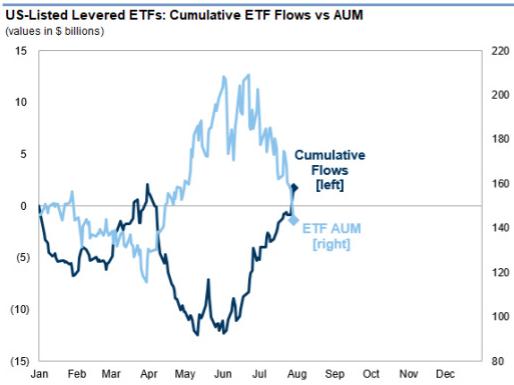 US-Listed Levered ETFs: Cumulative ETF Flows vs AUM
(values in $ billions)
15
10
5
0
(5)
(10)
(15)
220
200
180
160
140
120
100
80
Cumulative
Flows
[left]
ETF AUM
[right]
Jan Feb Mar Apr May Jun Jul Aug Sep Oct Nov Dec